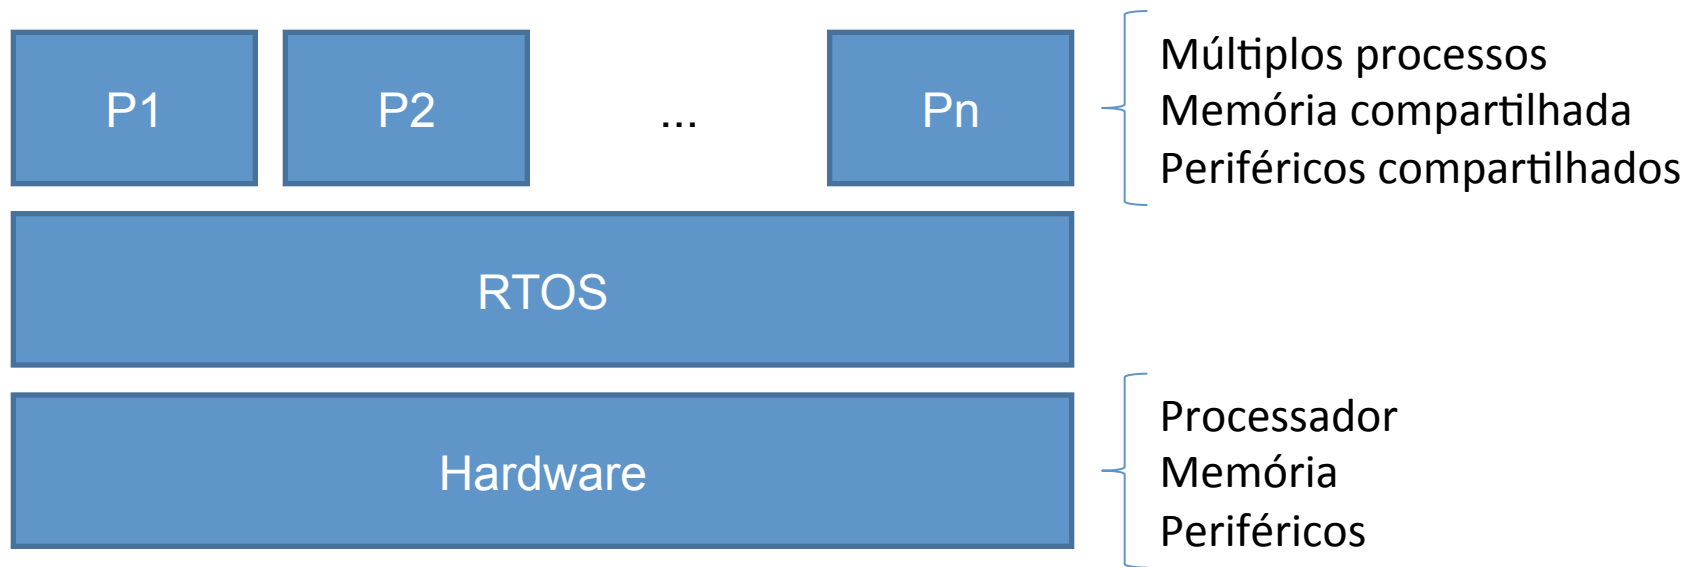 P1
P2
...
Pn
Múltiplos processos
Memória compartilhada
Periféricos compartilhados
RTOS
Hardware
Processador
Memória
Periféricos